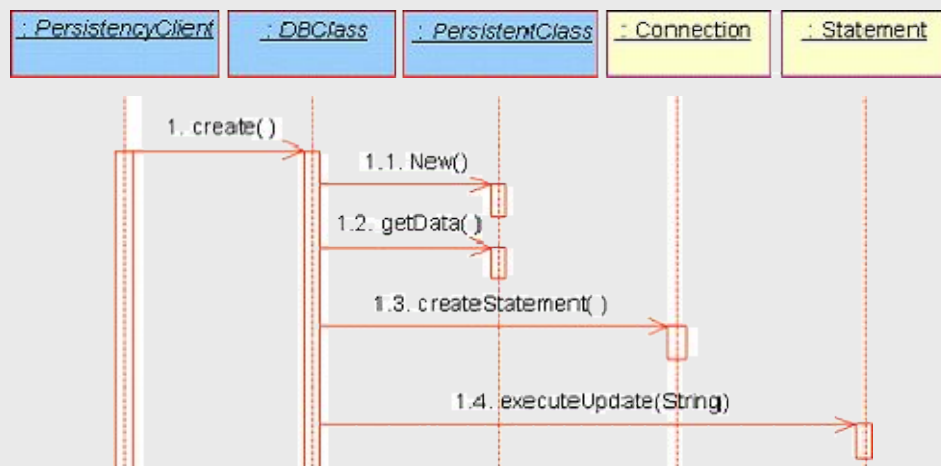 : PersistencyClient
: DBClass
: PersistentClass
: Connection
: Statement
1. create( )
1.1. New()
1.2. getData( )
1.3. createStatement( )
1.4. executeUpdate(String)